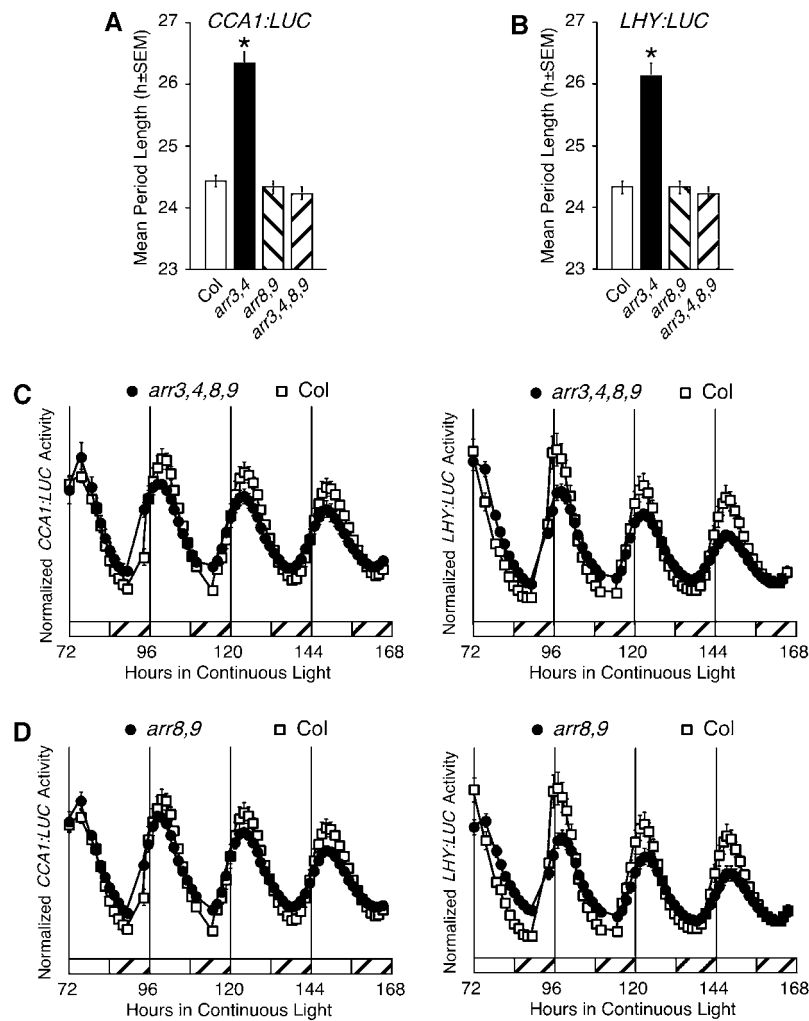 A
CCA1:LUC
Mean Period Length (h±SEM)
27
26
25
24
23
*
Col
arr3,4
arr8,9
arr3,4,8,9
B
LHY:LUC
Mean Period Length (h±SEM)
27
26
25
24
23
*
Col
arr3,4
arr8,9
arr3,4,8,9
C
arr3,4,8,9 Col
Normalized CCA1:LUC Activity
72 96 120 144 168
Hours in Continuous Light
arr3,4,8,9 Col
Normalized LHY:LUC Activity
72 96 120 144 168
Hours in Continuous Light
D
arr8,9 Col
Normalized CCA1:LUC Activity
72 96 120 144 168
Hours in Continuous Light
arr8,9 Col
Normalized LHY:LUC Activity
72 96 120 144 168
Hours in Continuous Light